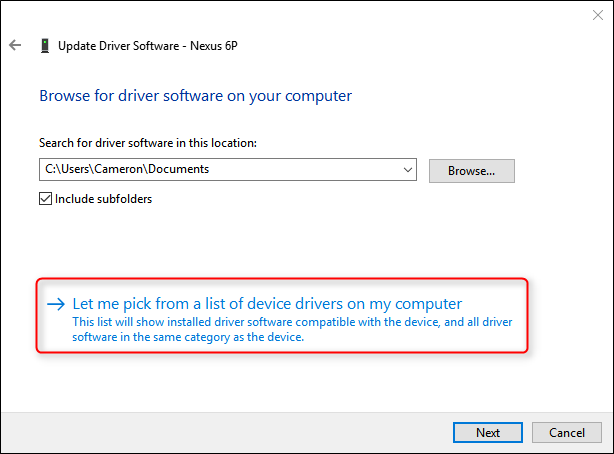 Update Driver Software - Nexus 6P
Browse for driver software on your computer
Search for driver software in this location:
C:\Users\Cameron\Documents
Browse...
Include subfolders
Let me pick from a list of device drivers on my computer
This list will show installed driver software compatible with the device, and all driver
software in the same category as the device.
Next
Cancel